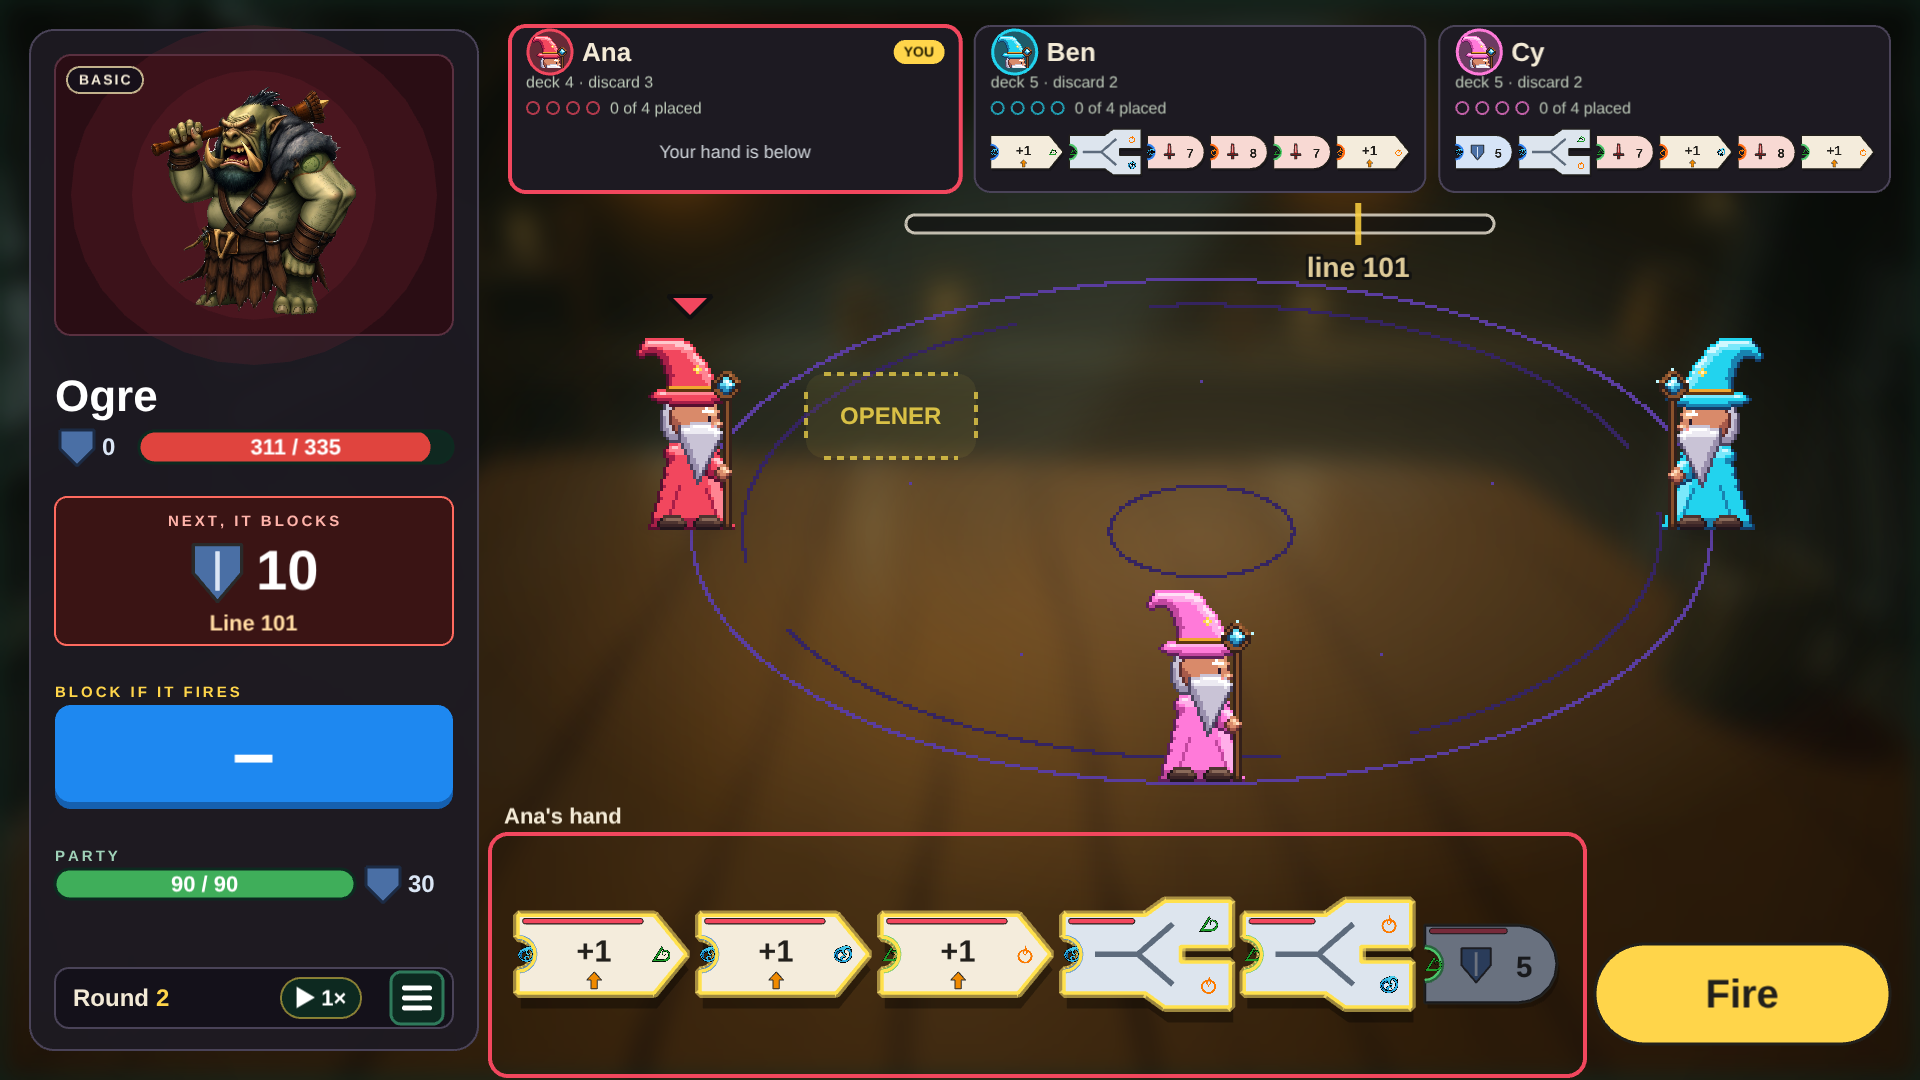 BASIC
Ogre
0
311 / 335
NEXT, IT BLOCKS
10
Line 101
BLOCK IF IT FIRES
–
PARTY
90 / 90
30
Round 2
1×
Ana
YOU
deck 4 · discard 3
0 of 4 placed
Your hand is below
Ben
deck 5 · discard 2
0 of 4 placed
+1
7
8
7
+1
Cy
deck 5 · discard 2
0 of 4 placed
5
7
+1
8
+1
line 101
OPENER
Ana's hand
+1
+1
+1
5
Fire